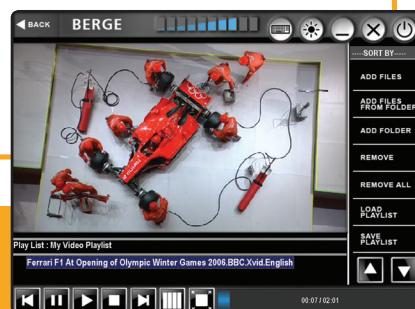 BACK
BERGE
-----SORT BY-----
ADD FILES
ADD FILES
FROM FOLDER
ADD FOLDER
REMOVE
REMOVE ALL
LOAD
PLAYLIST
SAVE
PLAYLIST
Play List : My Video Playlist
Ferrari F1 At Opening of Olympic Winter Games 2006.BBC.Xvid.English
00:07 / 02:01